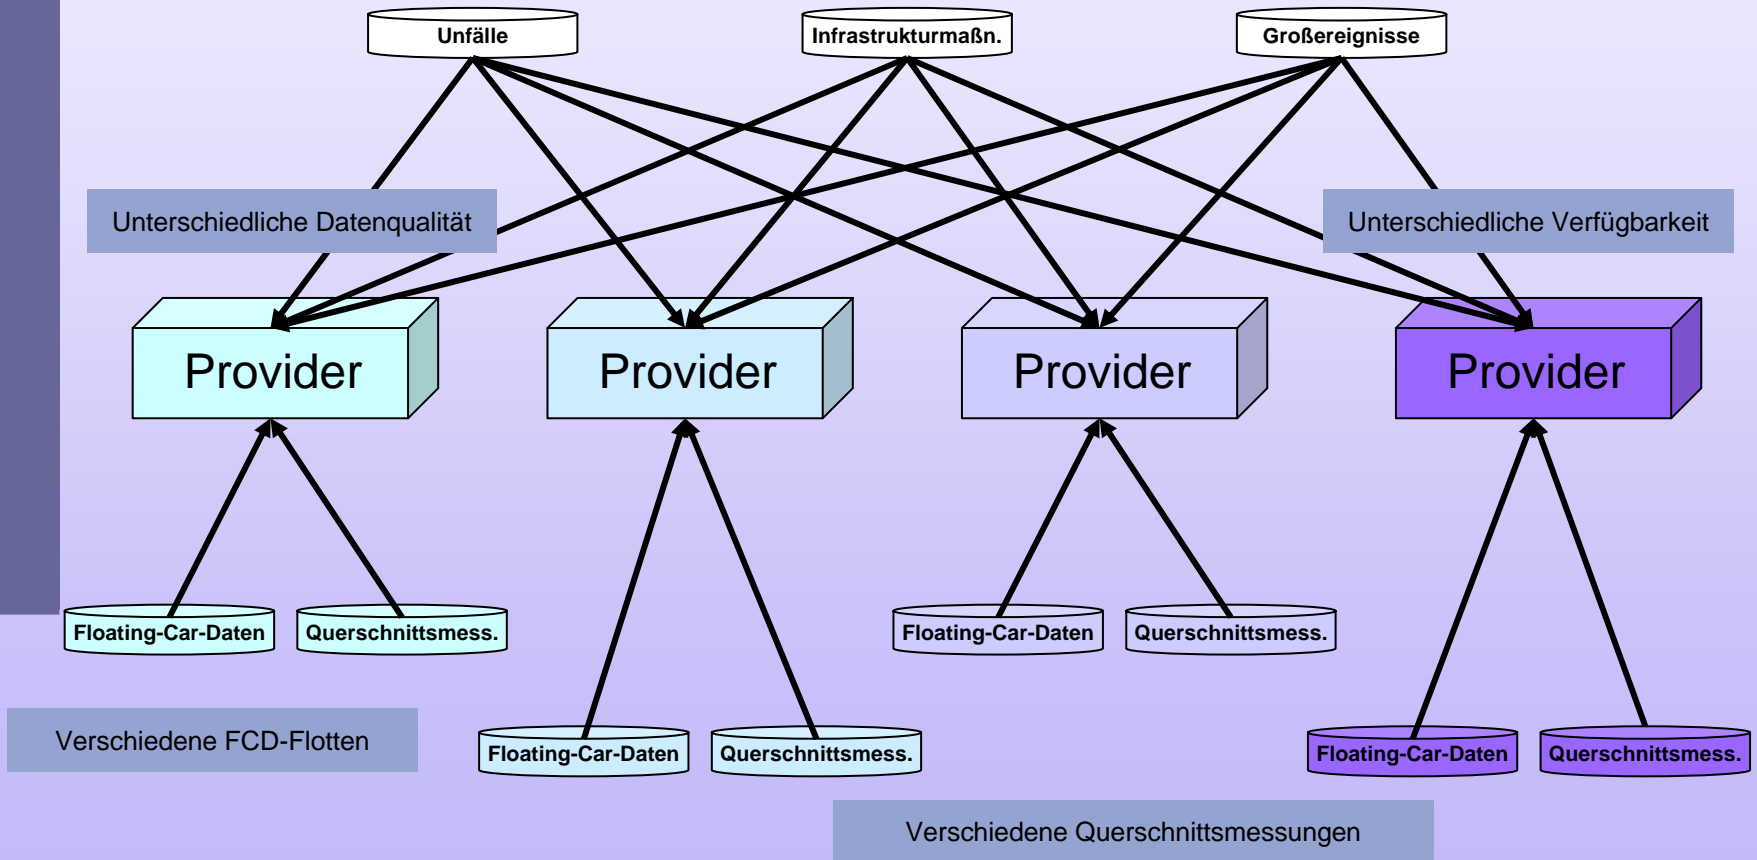 Unfälle
Infrastrukturmaßn.
Großereignisse
Unterschiedliche Datenqualität
Unterschiedliche Verfügbarkeit
Provider
Provider
Provider
Provider
Floating-Car-Daten
Querschnittsmess.
Floating-Car-Daten
Querschnittsmess.
Verschiedene FCD-Flotten
Floating-Car-Daten
Querschnittsmess.
Floating-Car-Daten
Querschnittsmess.
Verschiedene Querschnittsmessungen